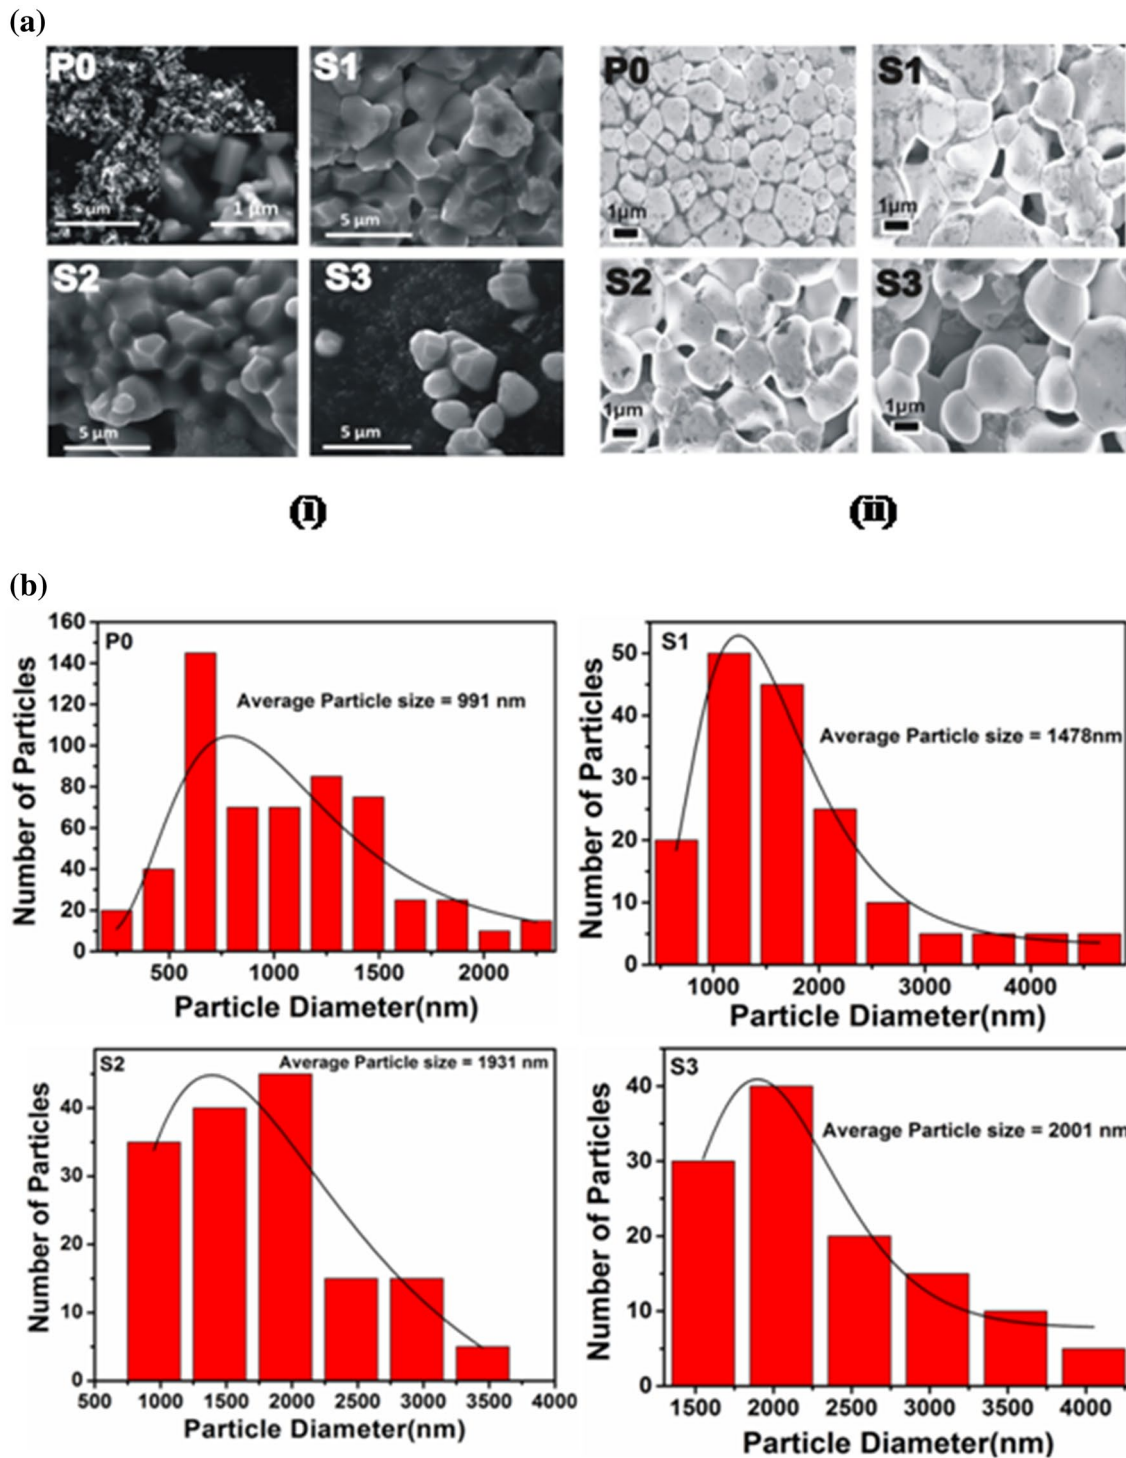 (a)
P0
5 µm
1 µm
S1
5 µm
P0
1µm
S1
1µm
S2
5 µm
S3
5 µm
S2
1µm
S3
1µm
(i)
(ii)
(b)
160
140
120
100
80
60
40
20
0
Number of Particles
P0
Average Particle size = 991 nm
500 1000 1500 2000
Particle Diameter(nm)
50
40
30
20
10
0
Number of Particles
S1
Average Particle size = 1478nm
1000 2000 3000 4000
Particle Diameter(nm)
40
30
20
10
0
Number of Particles
S2
Average Particle size = 1931 nm
500 1000 1500 2000 2500 3000 3500 4000
Particle Diameter(nm)
40
30
20
10
0
Number of Particles
S3
Average Particle size = 2001 nm
1500 2000 2500 3000 3500 4000
Particle Diameter(nm)